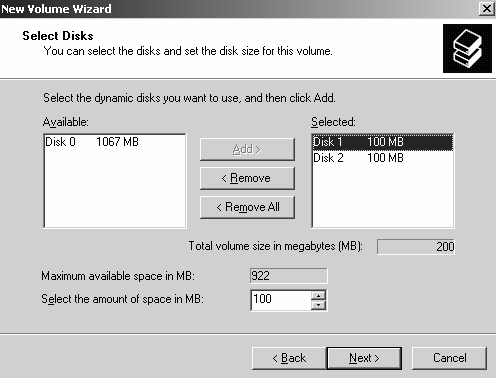 New Volume Wizard
Select Disks
You can select the disks and set the disk size for this volume.
Select the dynamic disks you want to use, and then click Add.
Available:
Selected:
Disk 0 1067 MB
Add >
Disk 1 100 MB
Disk 2 100 MB
< Remove
< Remove All
Total volume size in megabytes (MB): 200
Maximum available space in MB: 922
Select the amount of space in MB: 100
< Back
Next >
Cancel